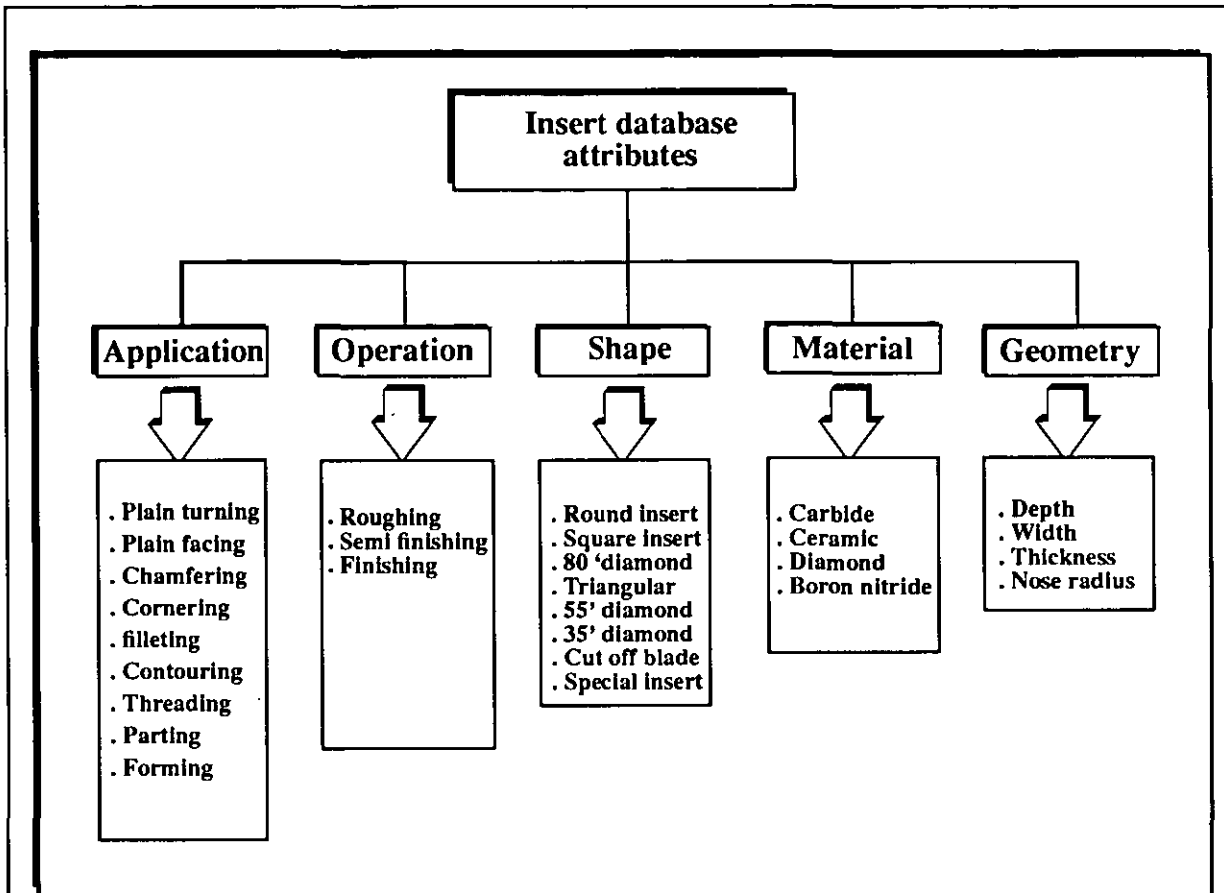 Insert database
attributes
Application
Operation
Shape
Material
Geometry
. Plain turning
. Plain facing
. Chamfering
. Cornering
. filleting
. Contouring
. Threading
. Parting
. Forming
. Roughing
. Semi finishing
. Finishing
. Round insert
. Square insert
. 80 'diamond
. Triangular
. 55' diamond
. 35' diamond
. Cut off blade
. Special insert
. Carbide
. Ceramic
. Diamond
. Boron nitride
. Depth
. Width
. Thickness
. Nose radius